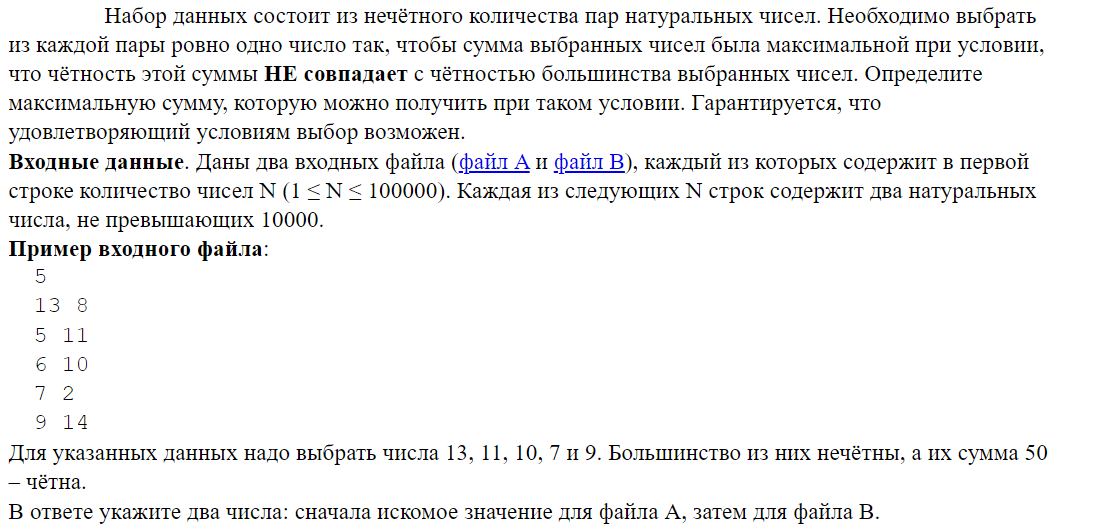 Набор данных состоит из нечётного количества пар натуральных чисел. Необходимо выбрать
из каждой пары ровно одно число так, чтобы сумма выбранных чисел была максимальной при условии,
что чётность этой суммы НЕ совпадает с чётностью большинства выбранных чисел. Определите
максимальную сумму, которую можно получить при таком условии. Гарантируется, что
удовлетворяющий условиям выбор возможен.
Входные данные. Даны два входных файла (файл A и файл B), каждый из которых содержит в первой
строке количество чисел N (1 ≤ N ≤ 100000). Каждая из следующих N строк содержит два натуральных
числа, не превышающих 10000.
Пример входного файла:
5
13 8
5 11
6 10
7 2
9 14
Для указанных данных надо выбрать числа 13, 11, 10, 7 и 9. Большинство из них нечётны, а их сумма 50
– чётна.
В ответе укажите два числа: сначала искомое значение для файла А, затем для файла B.